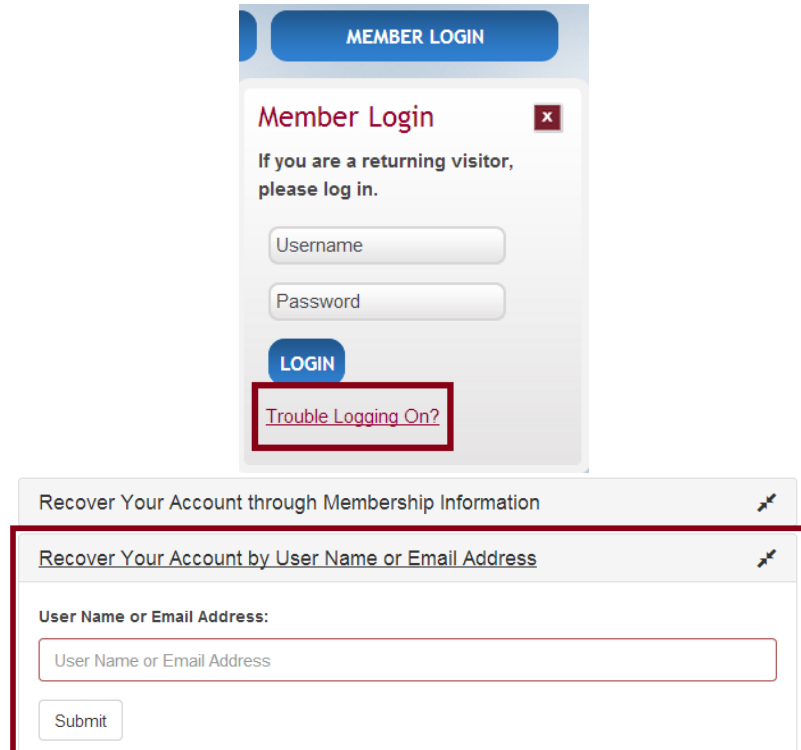 MEMBER LOGIN
Member Login
x
If you are a returning visitor,
please log in.
Username
Password
LOGIN
Trouble Logging On?
Recover Your Account through Membership Information
Recover Your Account by User Name or Email Address
User Name or Email Address:
User Name or Email Address
Submit